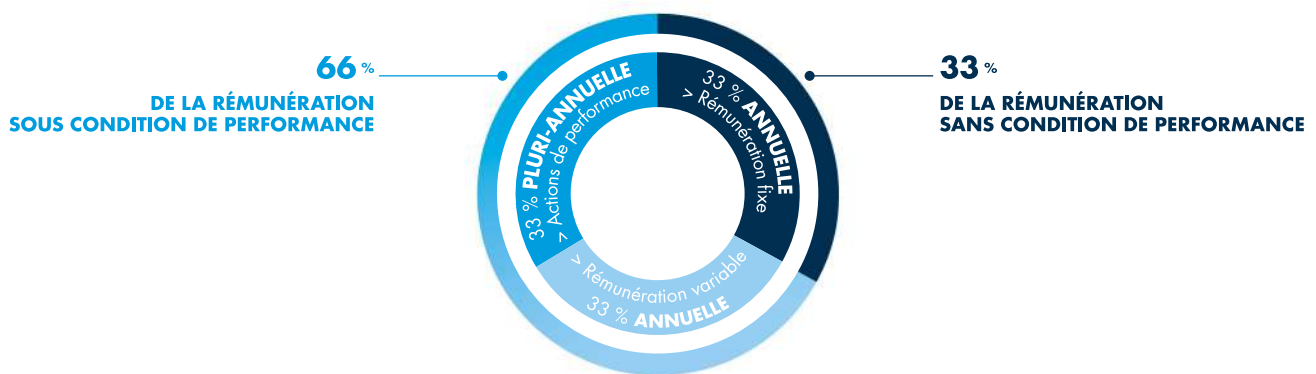 66 %
DE LA RÉMUNÉRATION
SOUS CONDITION DE PERFORMANCE
33 % PLURI-ANNUELLE
> Actions de performance
33 % ANNUELLE
> Rémunération fixe
> Rémunération variable
33 % ANNUELLE
33 %
DE LA RÉMUNÉRATION
SANS CONDITION DE PERFORMANCE